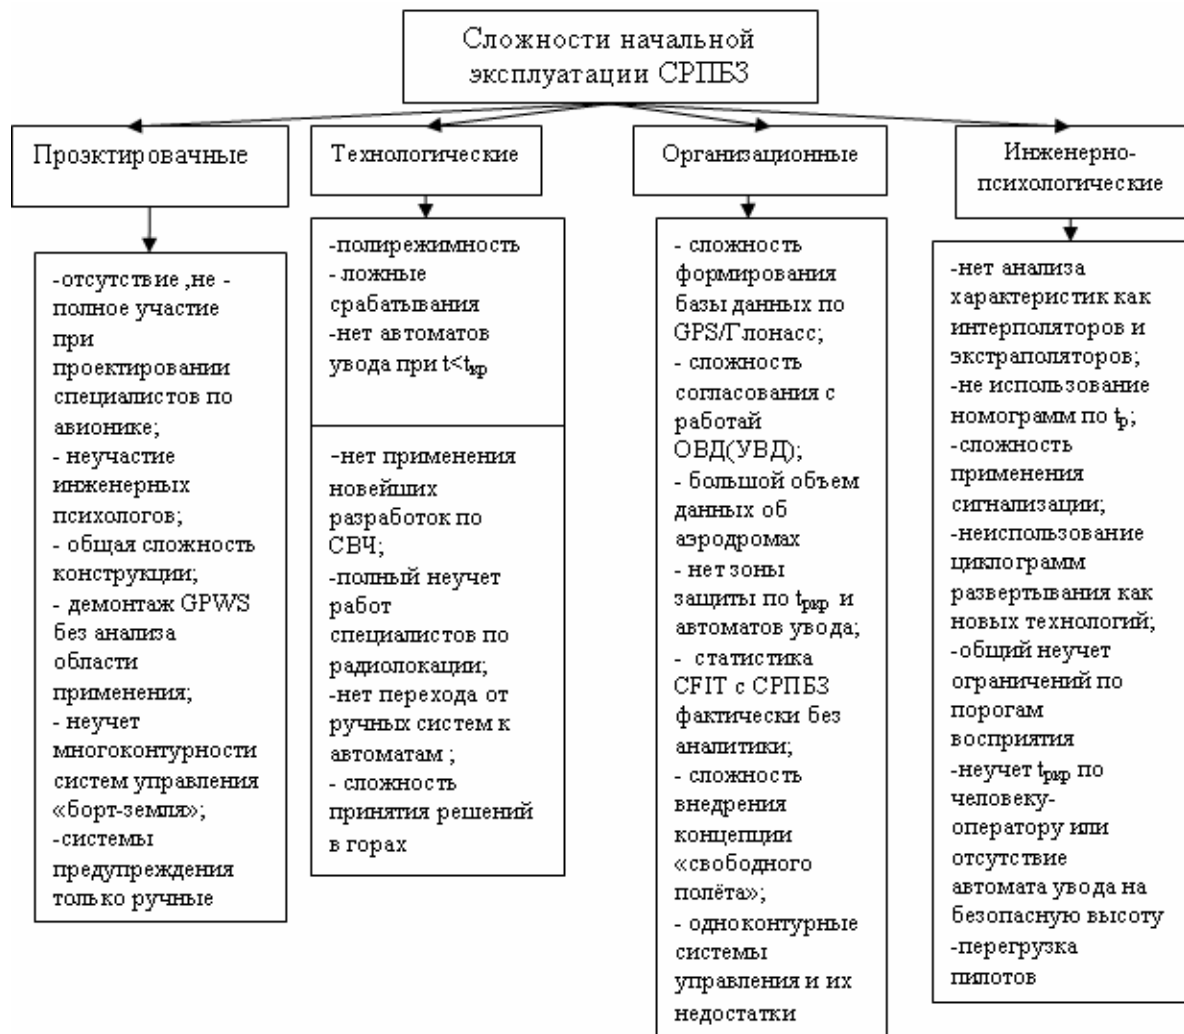 Сложности начальной
эксплуатации СРПБЗ
Проэктировачные
-отсутствие ,не -
полное участие
при
проектировании
специалистов по
авионике;
- неучастие
инженерных
психологов;
- общая сложность
конструкции;
- демонтаж GPWS
без анализа
области
применения;
- неучет
многоконтурности
систем управления
«борт-земля»;
-системы
предупреждения
только ручные
Технологические
-полирежимность
- ложные
срабатывания
-нет автоматов
увода при t<tкр
-нет применения
новейших
разработок по
СВЧ;
-полный неучет
работ
специалистов по
радиолокации;
-нет перехода от
ручных систем к
автоматам ;
- сложность
принятия решений
в горах
Организационные
- сложность
формирования
базы данных по
GPS/Глонасс;
- сложность
согласования с
работай
ОВД(УВД);
- большой объем
данных об
аэродромах
- нет зоны
защиты по tркр и
автоматов увода;
- статистика
CFIT с СРПБЗ
фактически без
аналитики;
- сложность
внедрения
концепции
«свободного
полёта»;
- одноконтурные
системы
управления и их
недостатки
Инженерно-
психологические
-нет анализа
характеристик как
интерполяторов и
экстраполяторов;
-не использование
номограмм по tр;
-сложность
применения
сигнализации;
-неиспользование
циклограмм
развертывания как
новых технологий;
-общий неучет
ограничений по
порогам
восприятия
-неучет tркр по
человеку-
оператору или
отсутствие
автомата увода на
безопасную высоту
-перегрузка
пилотов